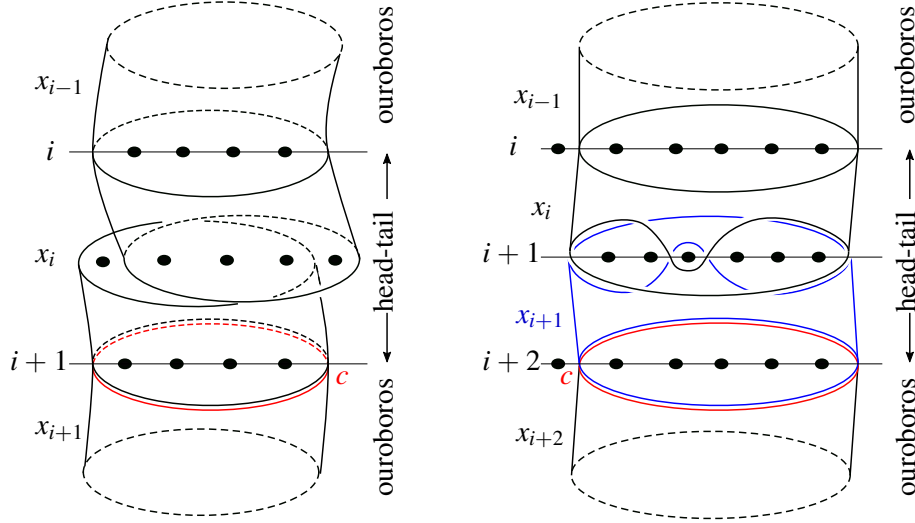 x_{i−1}
i
x_i
i + 1
c
x_{i+1}
ouroboros
head-tail
ouroboros
x_{i−1}
i
x_i
i + 1
x_{i+1}
i + 2
c
x_{i+2}
ouroboros
head-tail
ouroboros